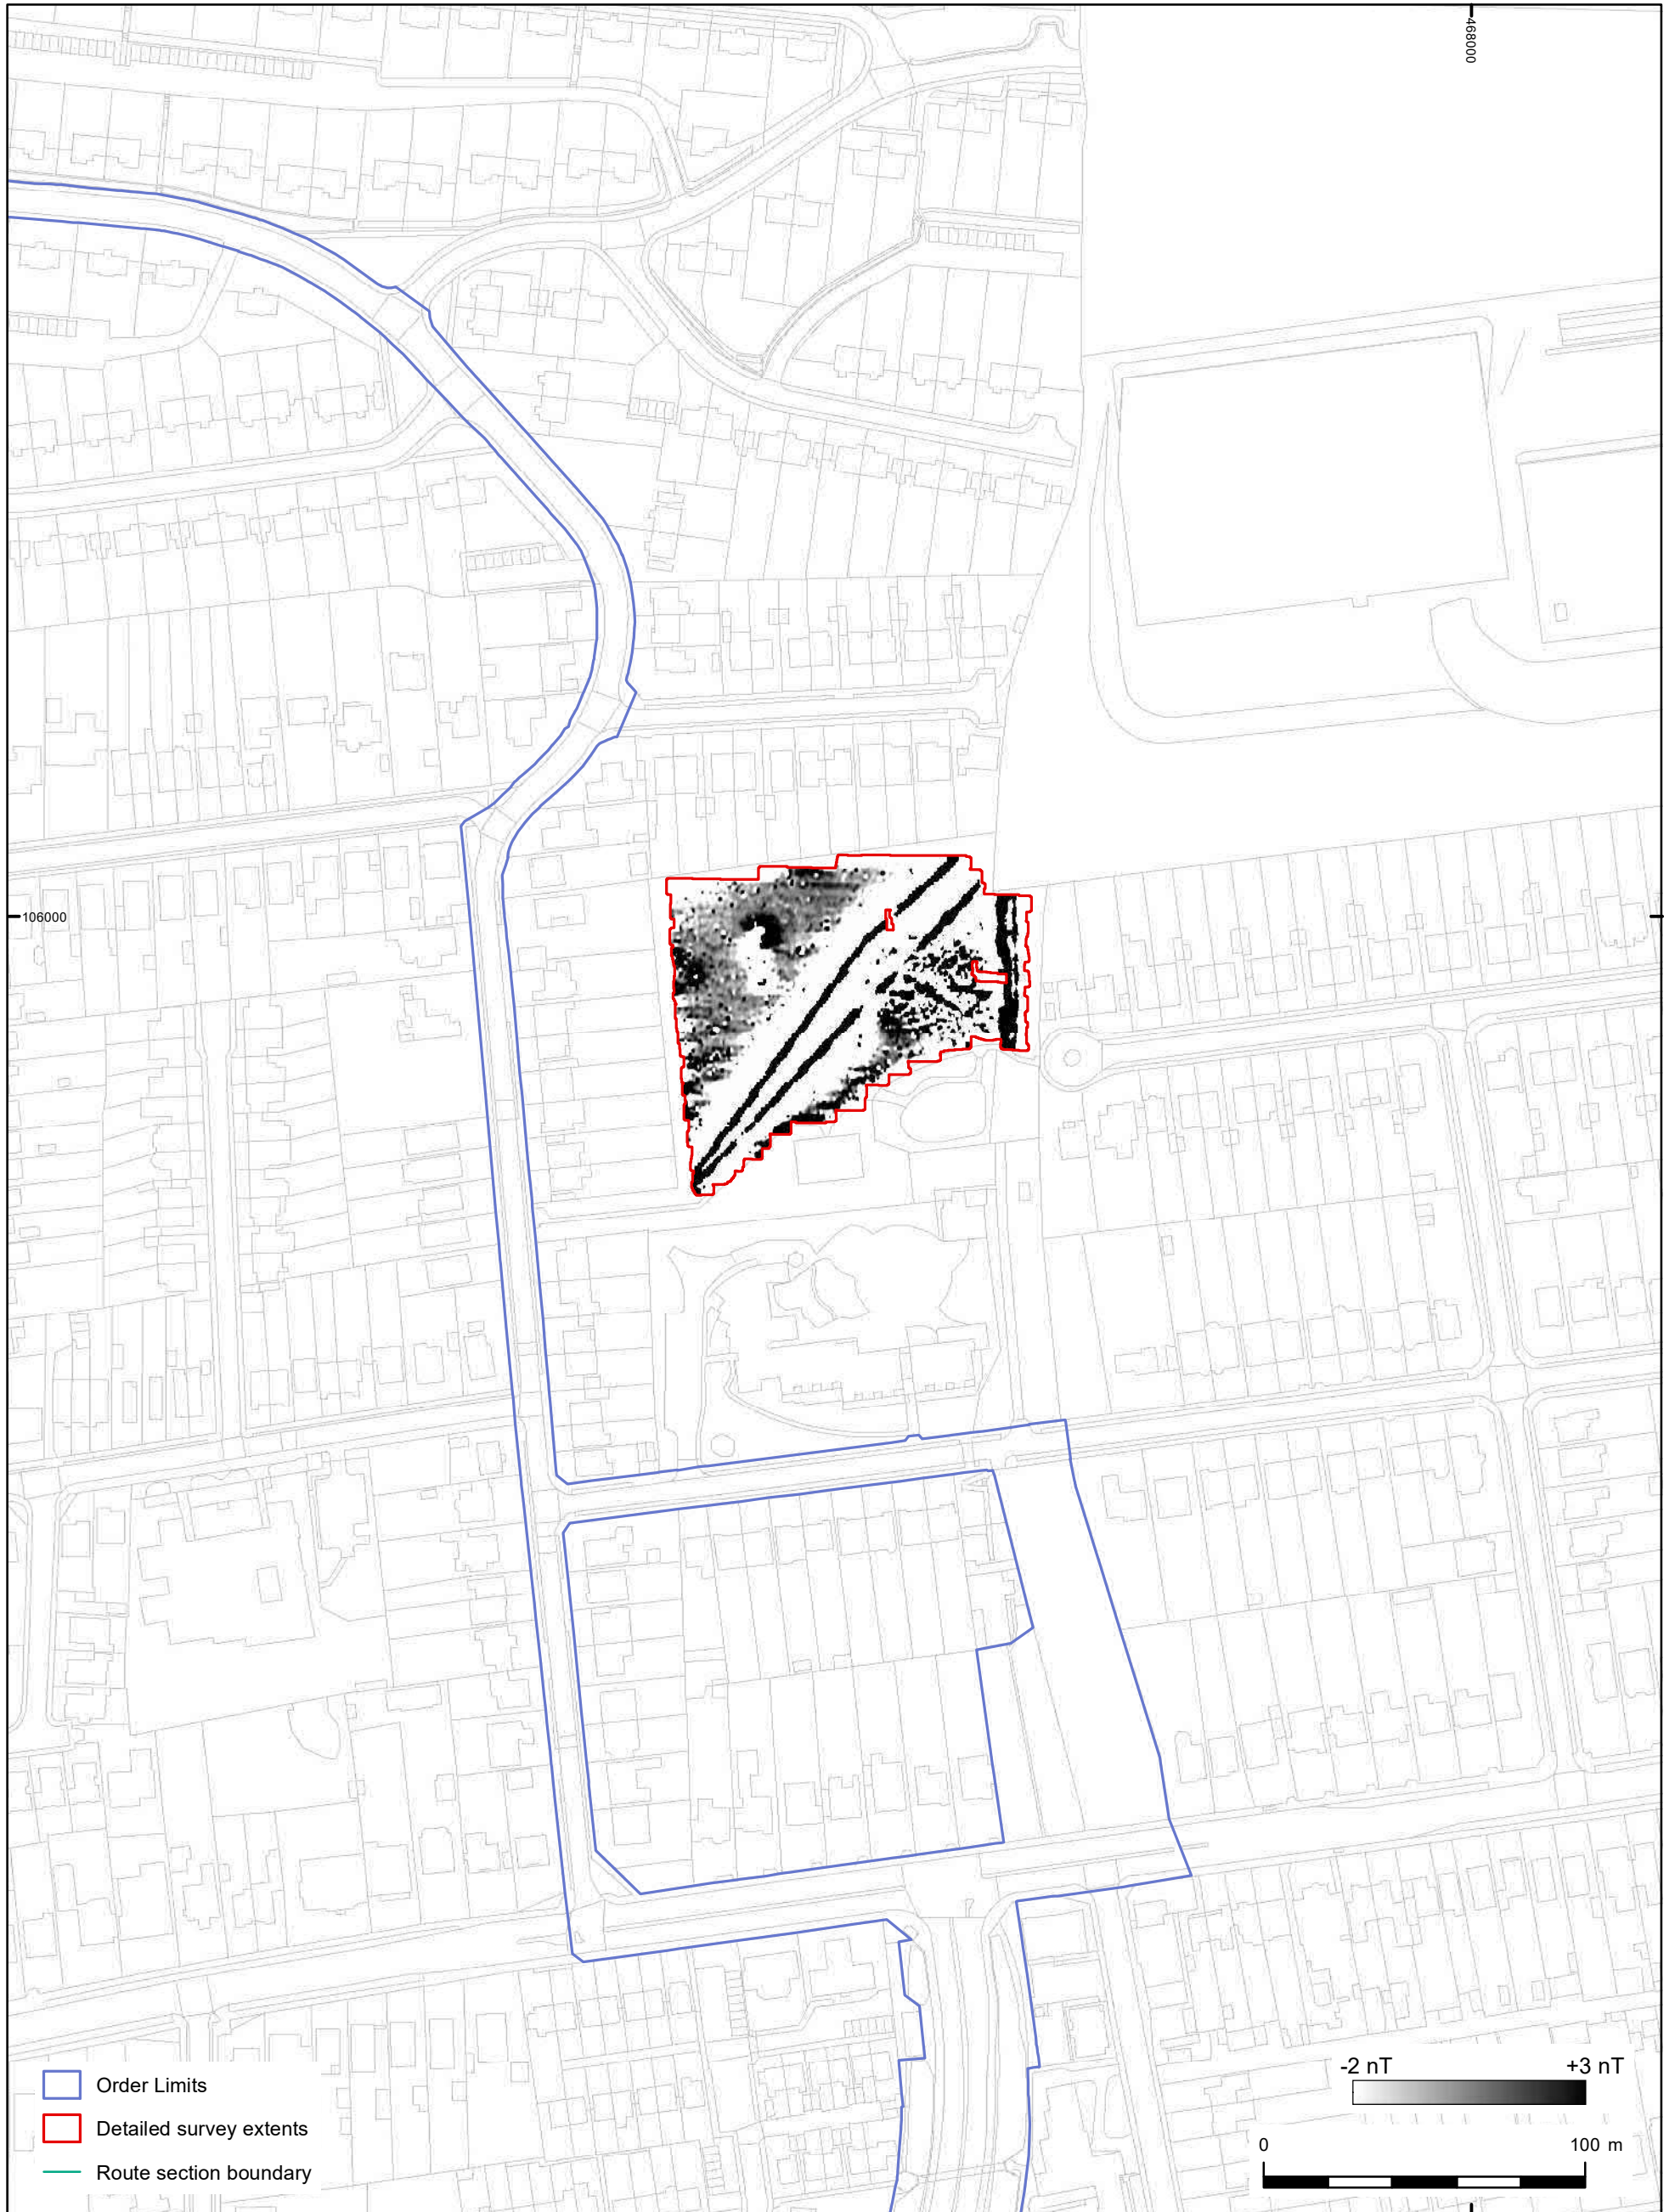 468000
106000
Order Limits
Detailed survey extents
Route section boundary
-2 nT +3 nT
0 100 m